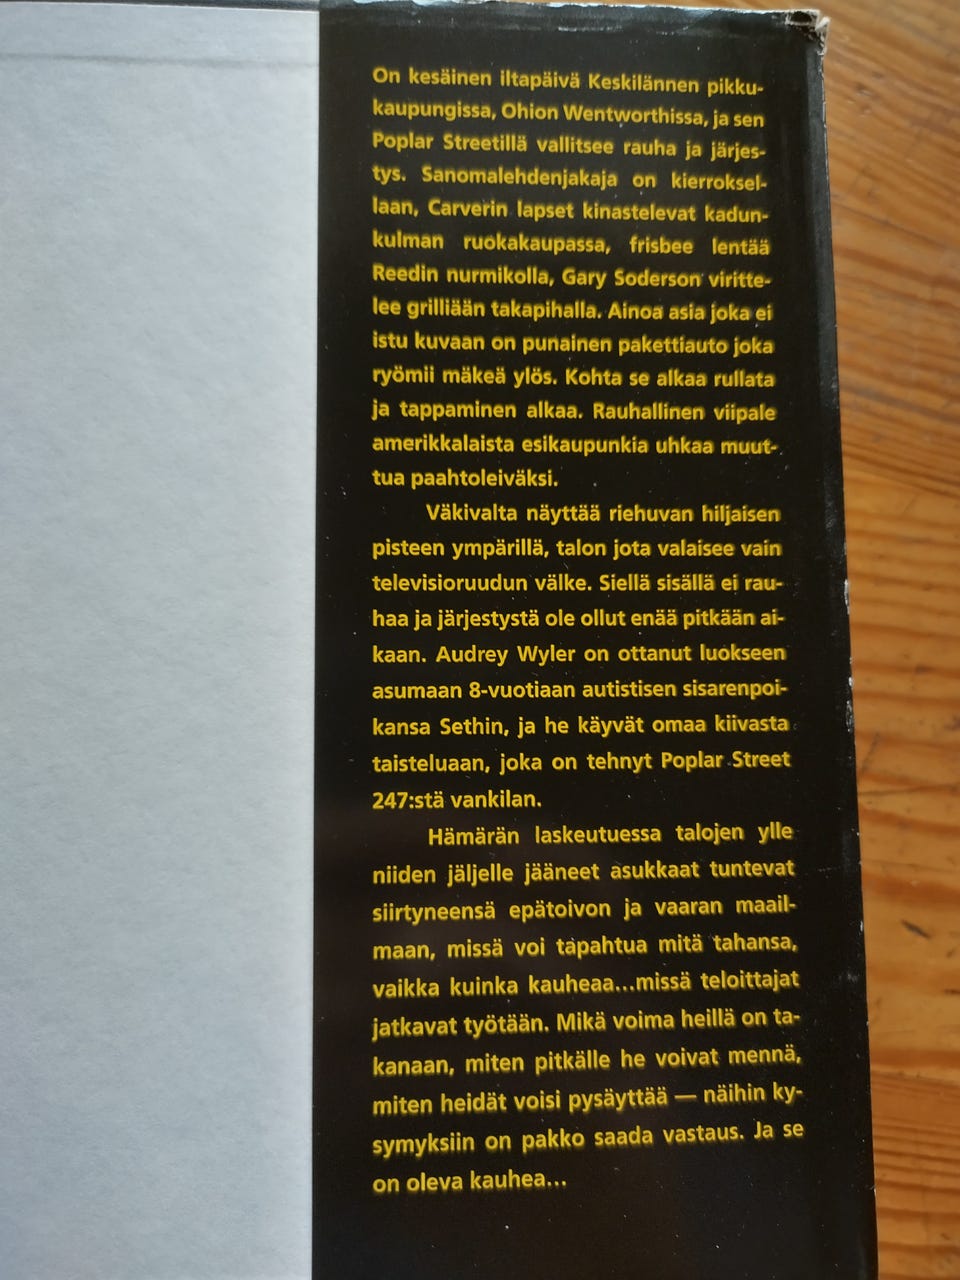 On kesäinen iltapäivä Keskilännen pikku-
kaupungissa, Ohion Wentworthissa, ja sen
Poplar Streetillä vallitsee rauha ja järjes-
tys. Sanomalehdenjakaja on kierroksel-
laan, Carverin lapset kinastelevat kadun-
kulman ruokakaupassa, frisbee lentää
Reedin nurmikolla, Gary Soderson viritte-
lee grilliään takapihalla. Ainoa asia joka ei
istu kuvaan on punainen pakettiauto joka
ryömii mäkeä ylös. Kohta se alkaa rullata
ja tappaminen alkaa. Rauhallinen viipale
amerikkalaista esikaupunkia uhkaa muut-
tua paahtoleiväksi.
Väkivalta näyttää riehuvan hiljaisen
pisteen ympärillä, talon jota valaisee vain
televisioruudun välke. Siellä sisällä ei rau-
haa ja järjestystä ole ollut enää pitkään ai-
kaan. Audrey Wyler on ottanut luokseen
asumaan 8-vuotiaan autistisen sisarenpoi-
kansa Sethin, ja he käyvät omaa kiivasta
taisteluaan, joka on tehnyt Poplar Street
247:stä vankilan.
Hämärän laskeutuessa talojen ylle
niiden jäljelle jääneet asukkaat tuntevat
siirtyneensä epätoivon ja vaaran maail-
maan, missä voi tapahtua mitä tahansa,
vaikka kuinka kauheaa...missä teloittajat
jatkavat työtään. Mikä voima heillä on ta-
kanaan, miten pitkälle he voivat mennä,
miten heidät voisi pysäyttää — näihin ky-
symyksiin on pakko saada vastaus. Ja se
on oleva kauhea...